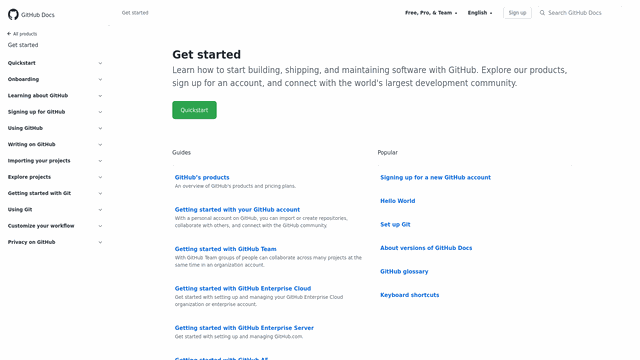 GitHub Docs
Get started
Free, Pro, & Team
English
Sign up
Search GitHub Docs
All products
Get started
Quickstart
Onboarding
Learning about GitHub
Signing up for GitHub
Using GitHub
Writing on GitHub
Importing your projects
Explore projects
Getting started with Git
Using Git
Customize your workflow
Privacy on GitHub
Get started
Learn how to start building, shipping, and maintaining software with GitHub. Explore our products,
sign up for an account, and connect with the world's largest development community.
Quickstart
Guides
GitHub's products
An overview of GitHub's products and pricing plans.
Getting started with your GitHub account
With a personal account on GitHub, you can import or create repositories,
collaborate with others, and connect with the GitHub community.
Getting started with GitHub Team
With GitHub Team groups of people can collaborate across many projects at the
same time in an organization account.
Getting started with GitHub Enterprise Cloud
Get started with setting up and managing your GitHub Enterprise Cloud
organization or enterprise account.
Getting started with GitHub Enterprise Server
Get started with setting up and managing GitHub.com.
Getting started with GitHub AE
Popular
Signing up for a new GitHub account
Hello World
Set up Git
About versions of GitHub Docs
GitHub glossary
Keyboard shortcuts